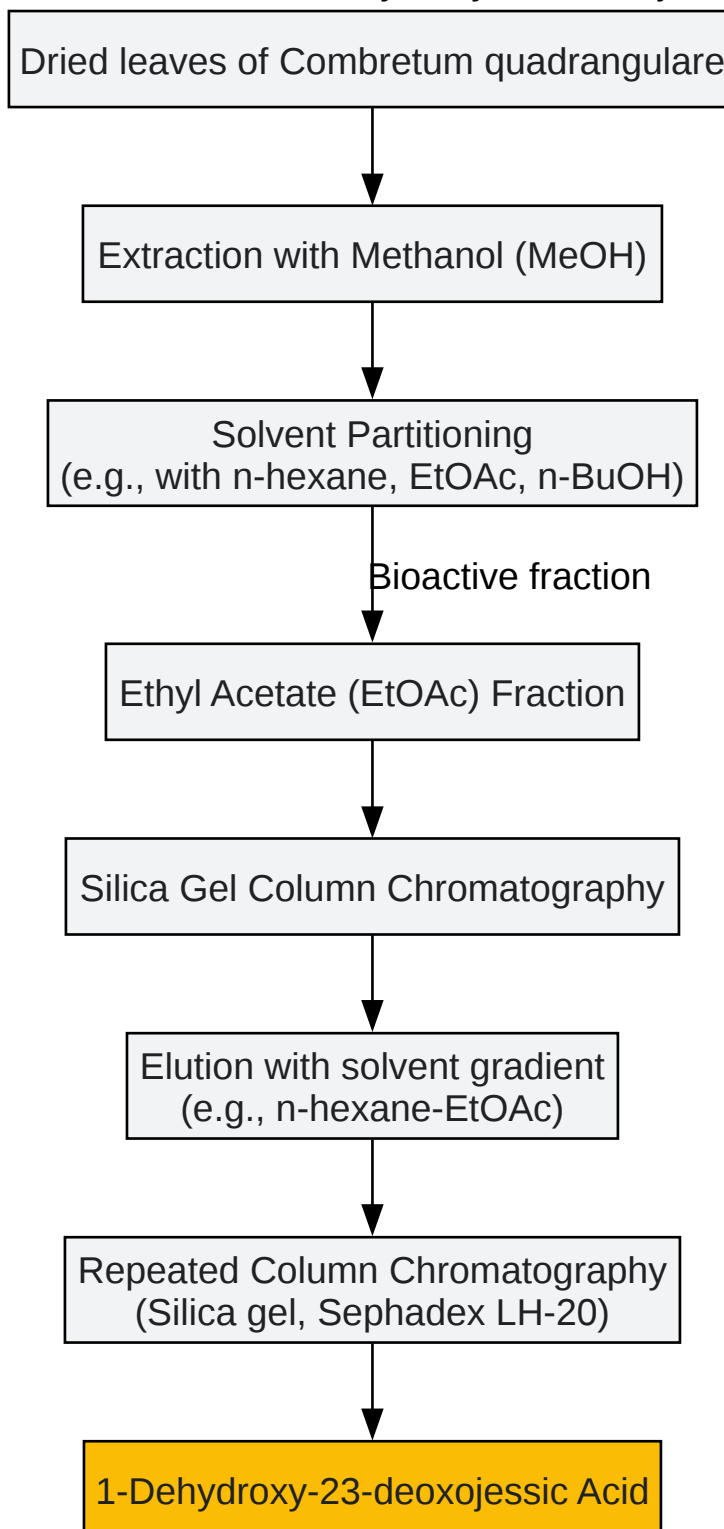 Dried leaves of Combretum quadrangulare
Extraction with Methanol (MeOH)
Solvent Partitioning
(e.g., with n-hexane, EtOAc, n-BuOH)
Bioactive fraction
Ethyl Acetate (EtOAc) Fraction
Silica Gel Column Chromatography
Elution with solvent gradient
(e.g., n-hexane-EtOAc)
Repeated Column Chromatography
(Silica gel, Sephadex LH-20)
1-Dehydroxy-23-deoxojessic Acid